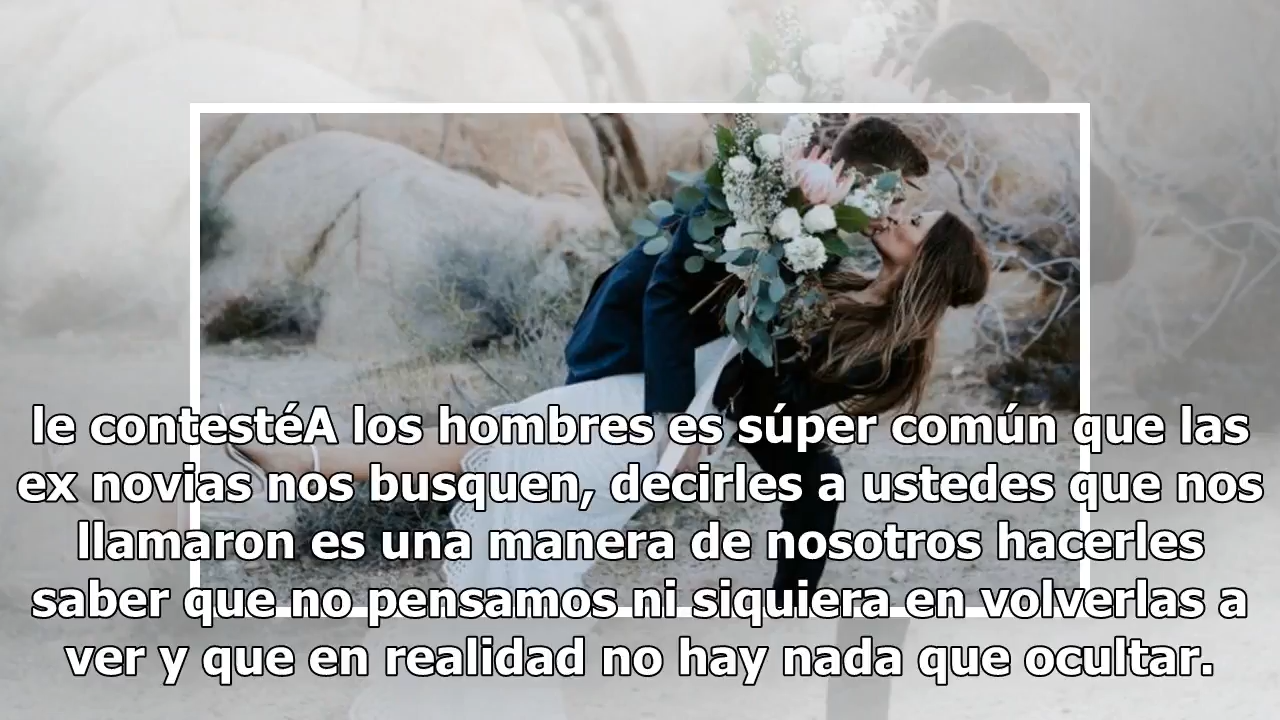 le contestéA los hombres es súper común que las
ex novias nos busquen, decirles a ustedes que nos
llamaron es una manera de nosotros hacerles
saber que no pensamos ni siquiera en volverlas a
ver y que en realidad no hay nada que ocultar.